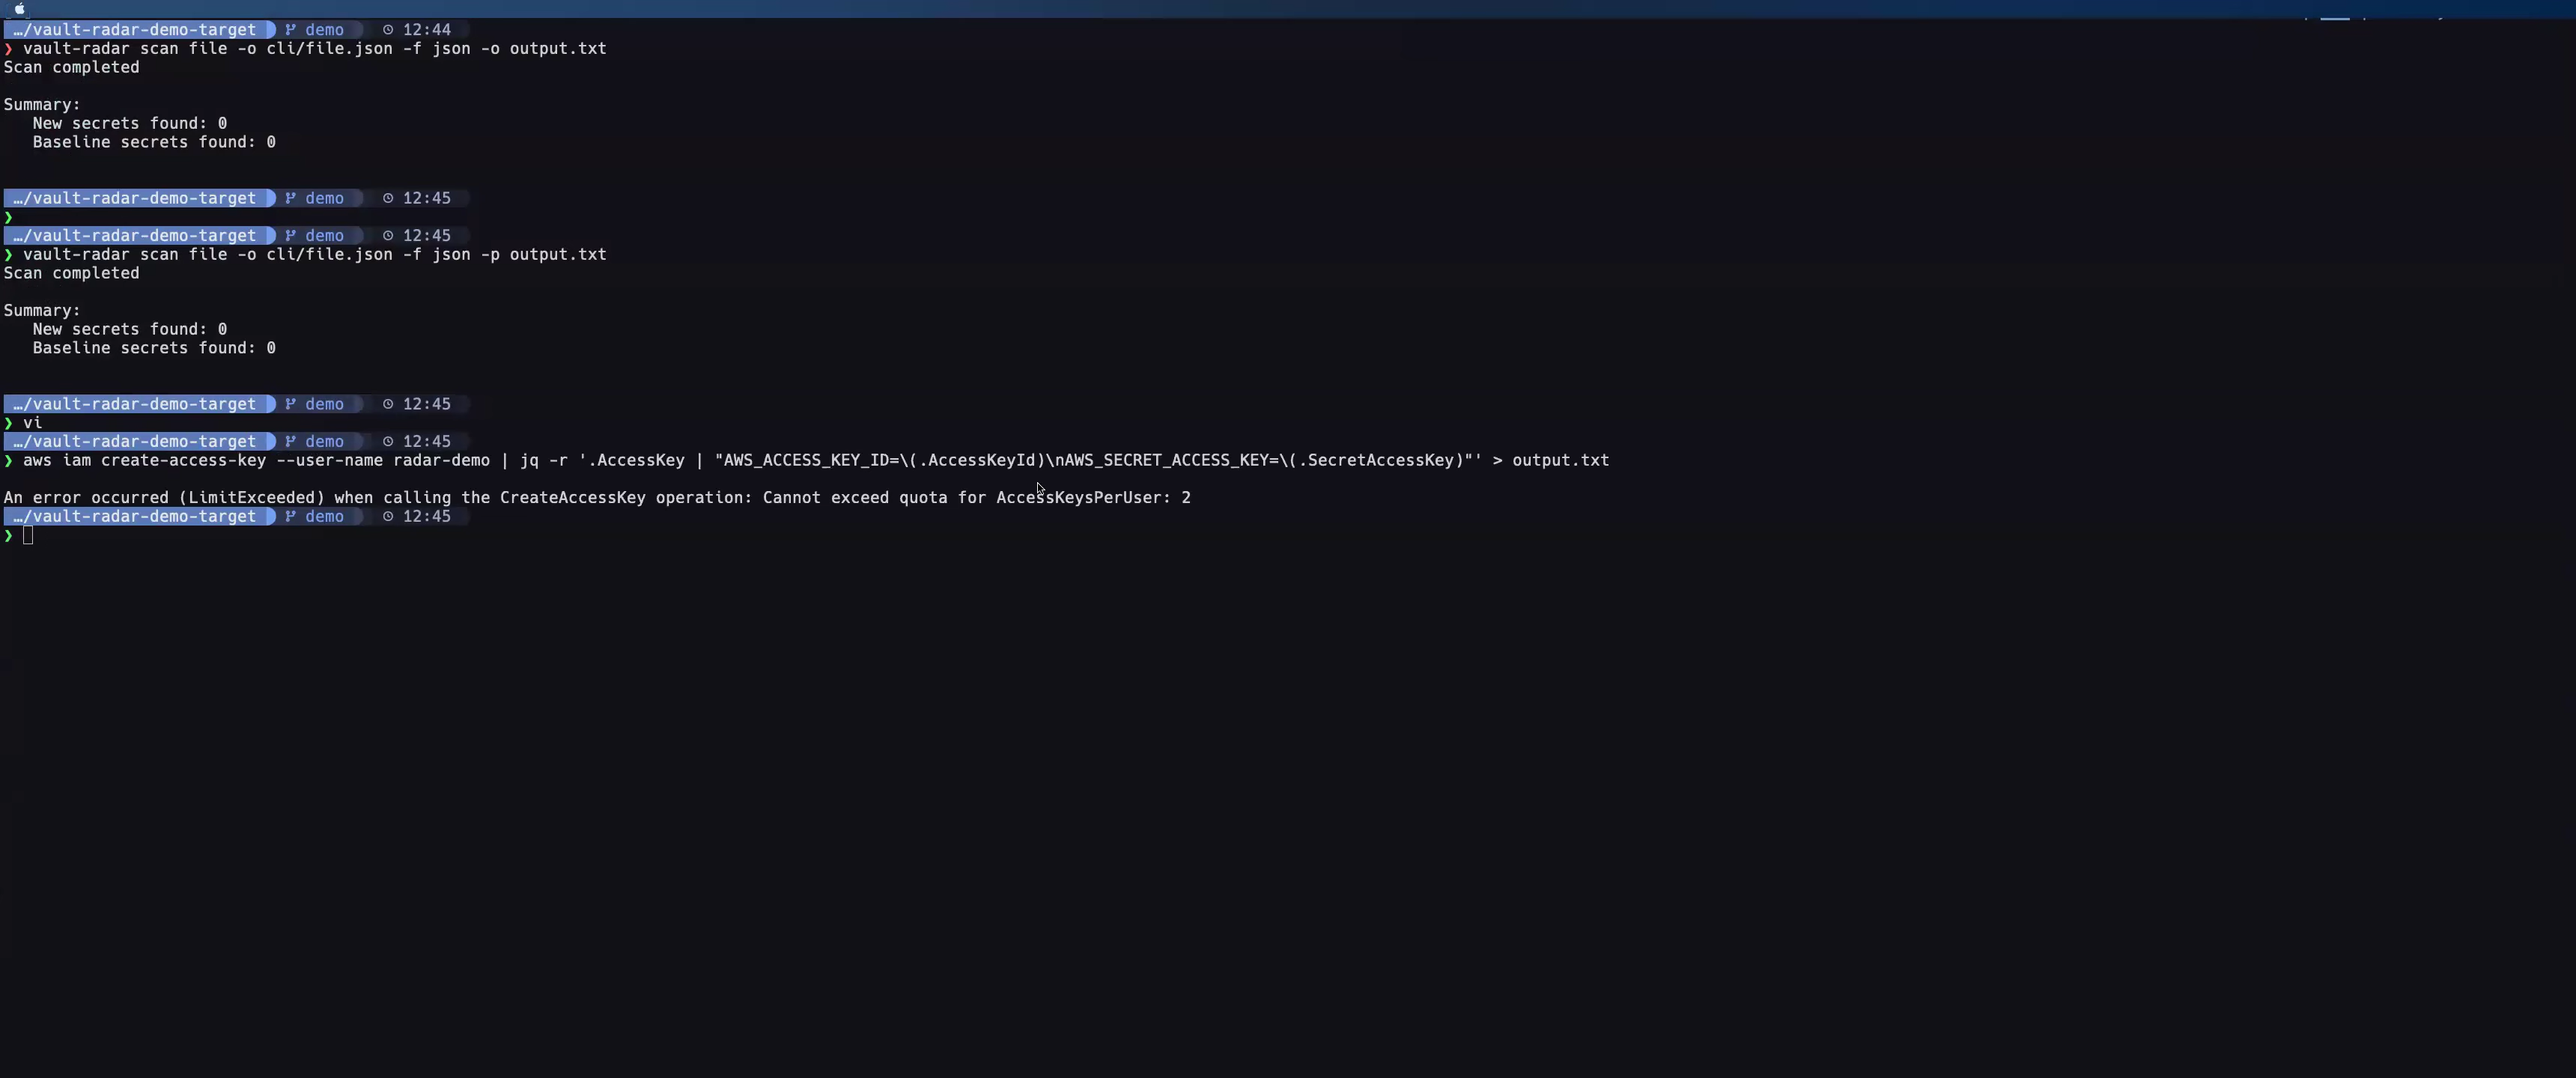 …/vault-radar-demo-target demo 12:44
❯ vault-radar scan file -o cli/file.json -f json -o output.txt
Scan completed
Summary:
New secrets found: 0
Baseline secrets found: 0
…/vault-radar-demo-target demo 12:45
❯
…/vault-radar-demo-target demo 12:45
❯ vault-radar scan file -o cli/file.json -f json -p output.txt
Scan completed
Summary:
New secrets found: 0
Baseline secrets found: 0
…/vault-radar-demo-target demo 12:45
❯ vi
…/vault-radar-demo-target demo 12:45
❯ aws iam create-access-key --user-name radar-demo | jq -r '.AccessKey | "AWS_ACCESS_KEY_ID=\(.AccessKeyId)\nAWS_SECRET_ACCESS_KEY=\(.SecretAccessKey)"' > output.txt
An error occurred (LimitExceeded) when calling the CreateAccessKey operation: Cannot exceed quota for AccessKeysPerUser: 2
…/vault-radar-demo-target demo 12:45
❯